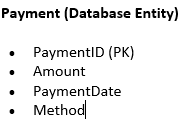 Payment (Database Entity)
• PaymentID (PK)
• Amount
• PaymentDate
• Method